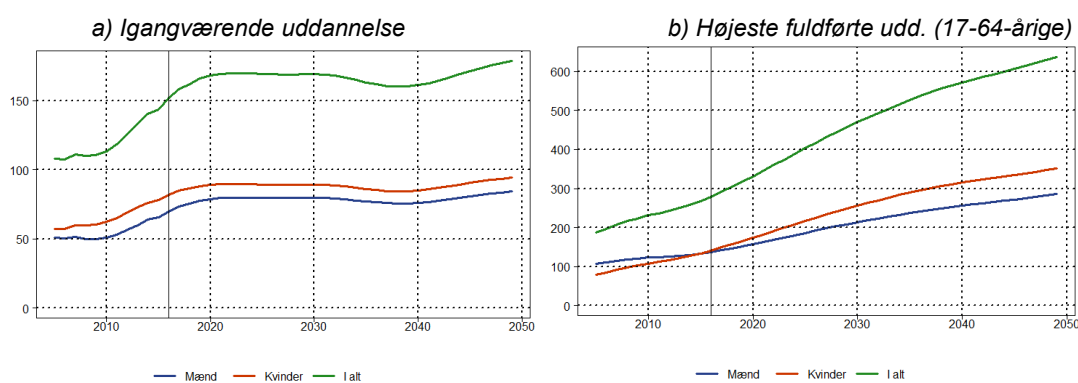 a) Igangværende uddannelse
150
100
50
0
2010 2020 2030 2040 2050
Mænd Kvinder I alt
b) Højeste fuldførte udd. (17-64-årige)
600
500
400
300
200
100
0
2010 2020 2030 2040 2050
Mænd Kvinder I alt